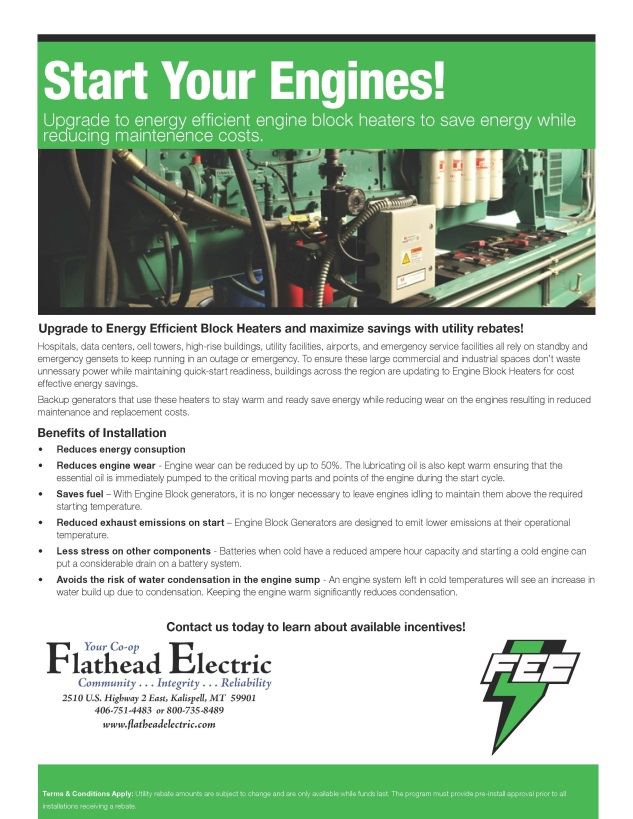 Start Your Engines!
Upgrade to energy efficient engine block heaters to save energy while
reducing maintenence costs.
Upgrade to Energy Efficient Block Heaters and maximize savings with utility rebates!
Hospitals, data centers, cell towers, high-rise buildings, utility facilities, airports, and emergency service facilities all rely on standby and
emergency gensets to keep running in an outage or emergency. To ensure these large commercial and industrial spaces don't waste
unnessary power while maintaining quick-start readiness, buildings across the region are updating to Engine Block Heaters for cost
effective energy savings.
Backup generators that use these heaters to stay warm and ready save energy while reducing wear on the engines resulting in reduced
maintenance and replacement costs.
Benefits of Installation
• Reduces energy consuption
• Reduces engine wear - Engine wear can be reduced by up to 50%. The lubricating oil is also kept warm ensuring that the
essential oil is immediately pumped to the critical moving parts and points of the engine during the start cycle.
• Saves fuel – With Engine Block generators, it is no longer necessary to leave engines idling to maintain them above the required
starting temperature.
• Reduced exhaust emissions on start – Engine Block Generators are designed to emit lower emissions at their operational
temperature.
• Less stress on other components - Batteries when cold have a reduced ampere hour capacity and starting a cold engine can
put a considerable drain on a battery system.
• Avoids the risk of water condensation in the engine sump - An engine system left in cold temperatures will see an increase in
water build up due to condensation. Keeping the engine warm significantly reduces condensation.
Contact us today to learn about available incentives!
Your Co-op
Flathead Electric
Community . . . Integrity . . . Reliability
2510 U.S. Highway 2 East, Kalispell, MT 59901
406-751-4483 or 800-735-8489
www.flatheadelectric.com
FEC
Terms & Conditions Apply: Utility rebate amounts are subject to change and are only available while funds last. The program must provide pre-install approval prior to all
installations receiving a rebate.